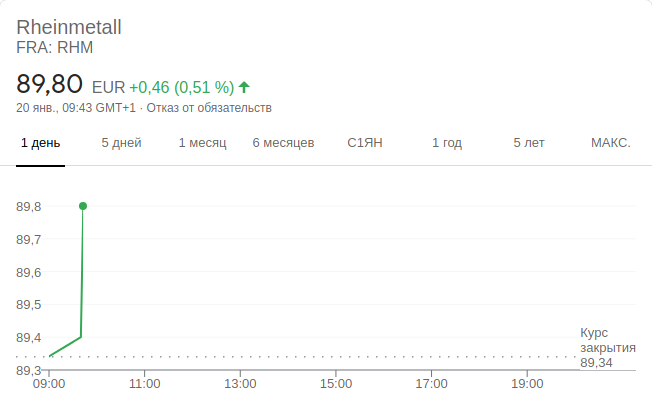 Rheinmetall
FRA: RHM
89,80 EUR +0,46 (0,51 %)
20 янв., 09:43 GMT+1 · Отказ от обязательств
1 день 5 дней 1 месяц 6 месяцев С1ЯН 1 год 5 лет МАКС.
89,8
89,7
89,6
89,5
89,4
Курс
закрытия
89,34
89,3
09:00 11:00 13:00 15:00 17:00 19:00